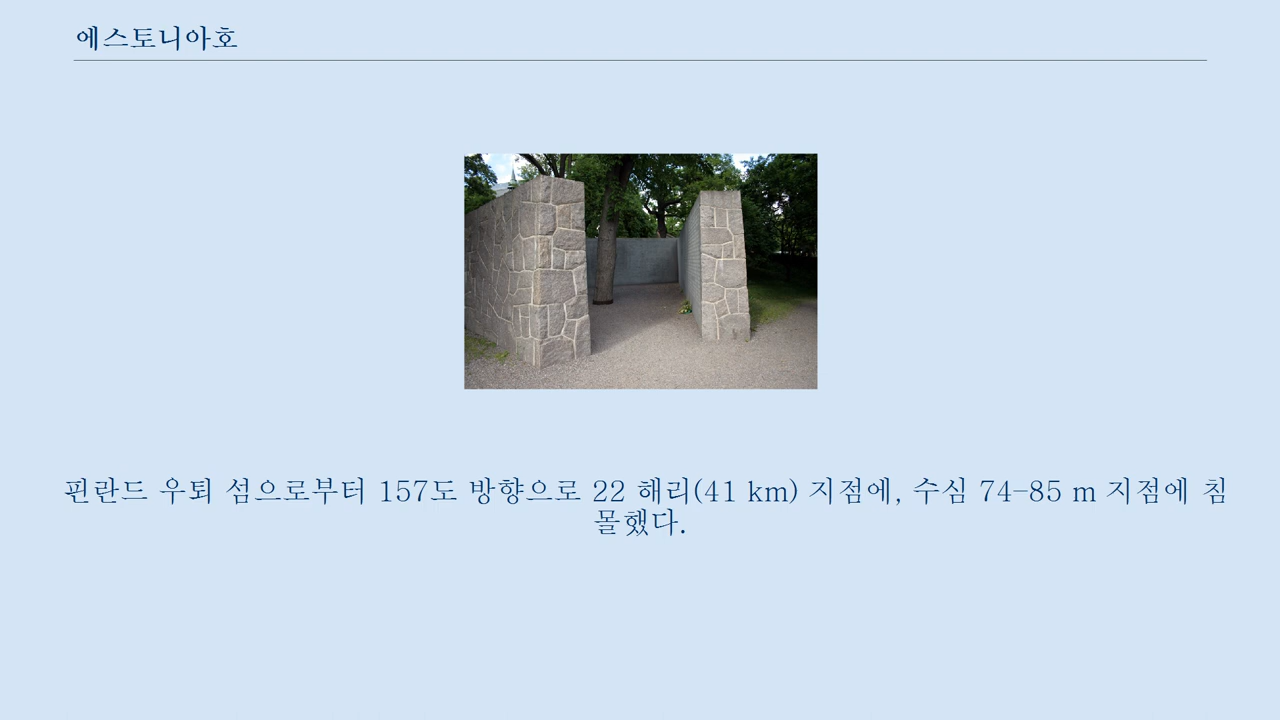 에스토니아호
핀란드 우퇴 섬으로부터 157도 방향으로 22 해리(41 km) 지점에, 수심 74–85 m 지점에 침
몰했다.